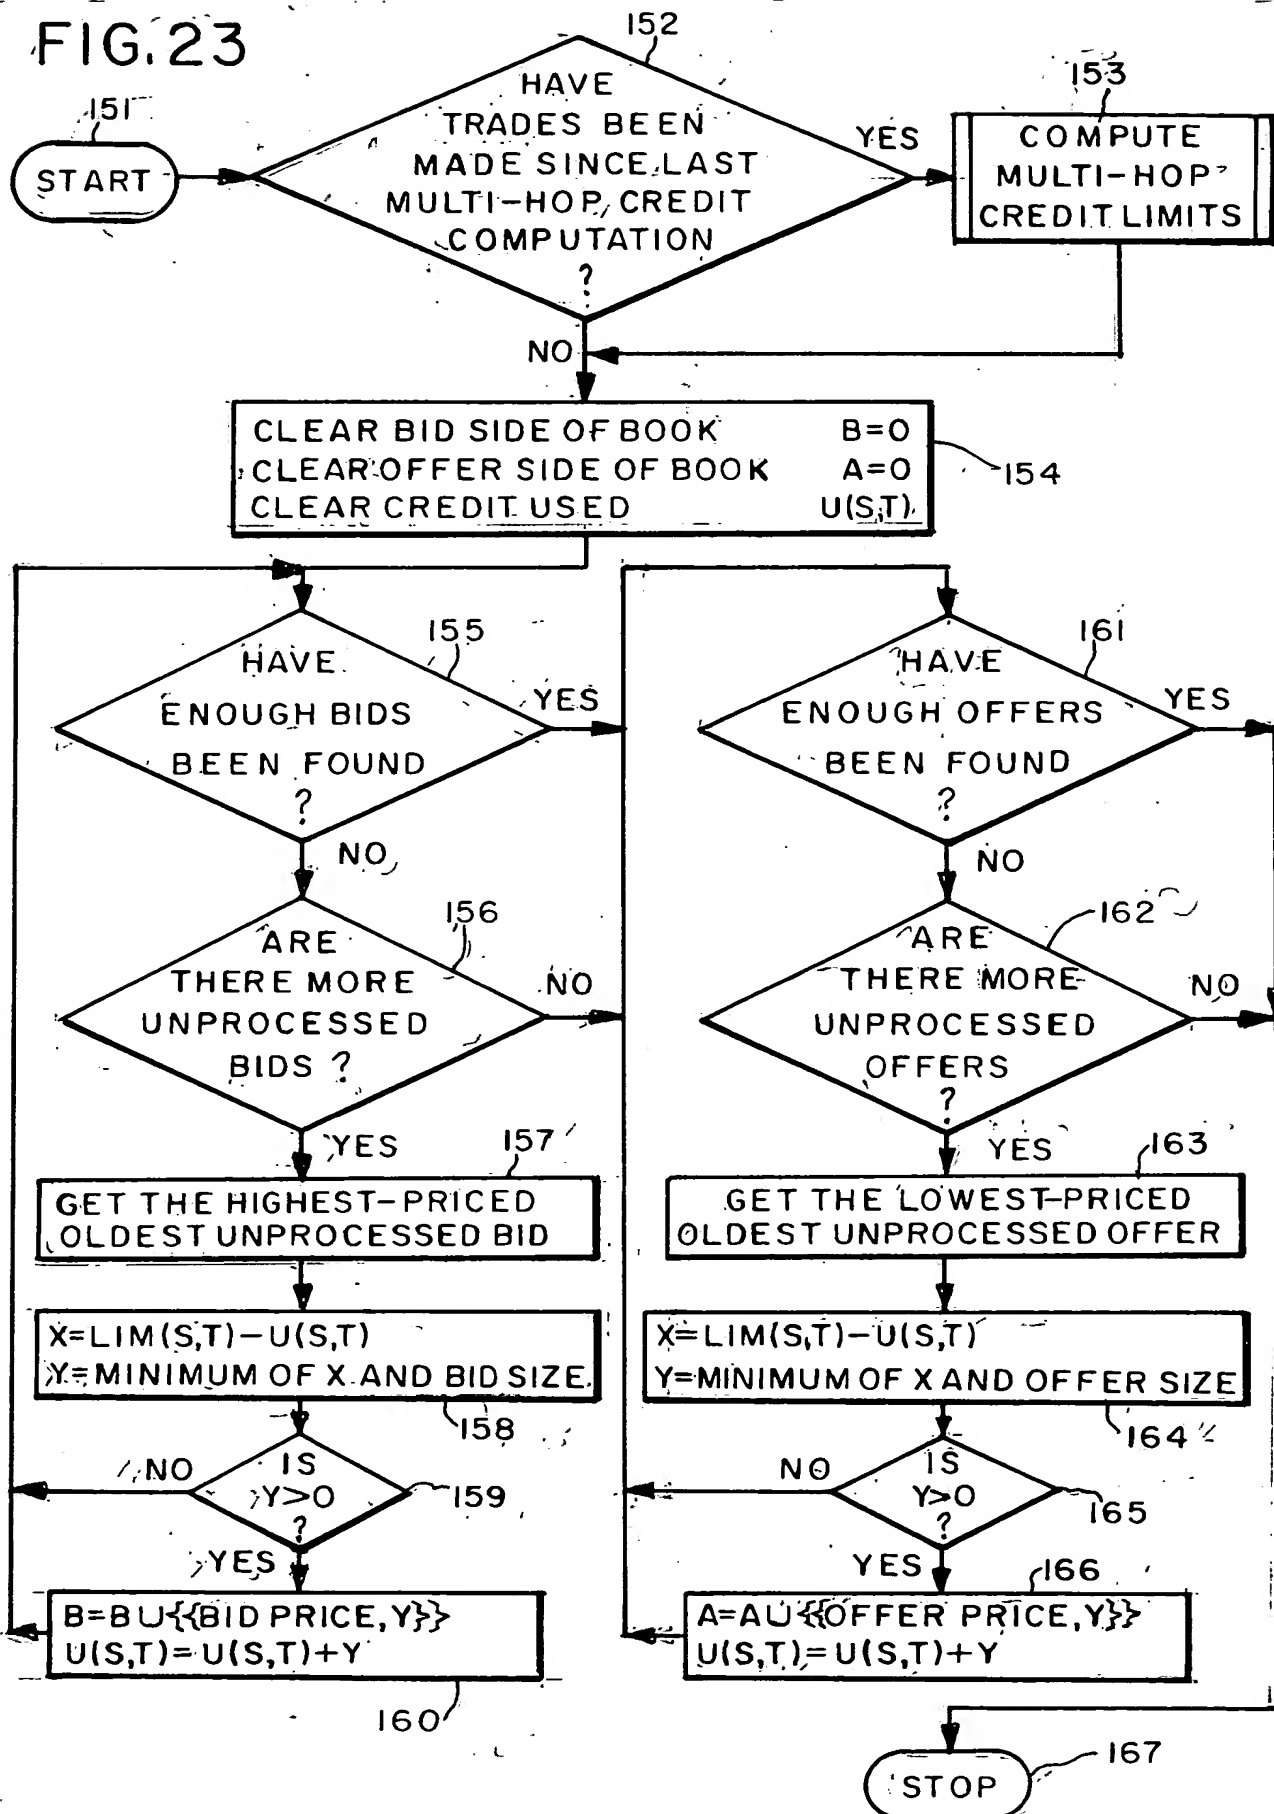 FIG. 23
152
151
START
HAVE
TRADES BEEN
MADE SINCE LAST
MULTI-HOP CREDIT
COMPUTATION
?
YES
153
COMPUTE
MULTI-HOP
CREDIT LIMITS
NO
CLEAR BID SIDE OF BOOK B=0
CLEAR OFFER SIDE OF BOOK A=0
CLEAR CREDIT USED U(S,T)
154
155
HAVE
ENOUGH BIDS
BEEN FOUND
?
YES
NO
156
ARE
THERE MORE
UNPROCESSED
BIDS ?
NO
YES
157
GET THE HIGHEST-PRICED
OLDEST UNPROCESSED BID
X=LIM(S,T)-U(S,T)
Y=MINIMUM OF X AND BID SIZE
158
IS
Y>0
?
159
NO
YES
B=BU{{BID PRICE,Y}}
U(S,T)=U(S,T)+Y
160
161
HAVE
ENOUGH OFFERS
BEEN FOUND
?
YES
NO
162
ARE
THERE MORE
UNPROCESSED
OFFERS
?
NO
YES
163
GET THE LOWEST-PRICED
OLDEST UNPROCESSED OFFER
X=LIM(S,T)-U(S,T)
Y=MINIMUM OF X AND OFFER SIZE
164
IS
Y>0
?
165
NO
YES
166
A=AU{{OFFER PRICE,Y}}
U(S,T)=U(S,T)+Y
167
STOP